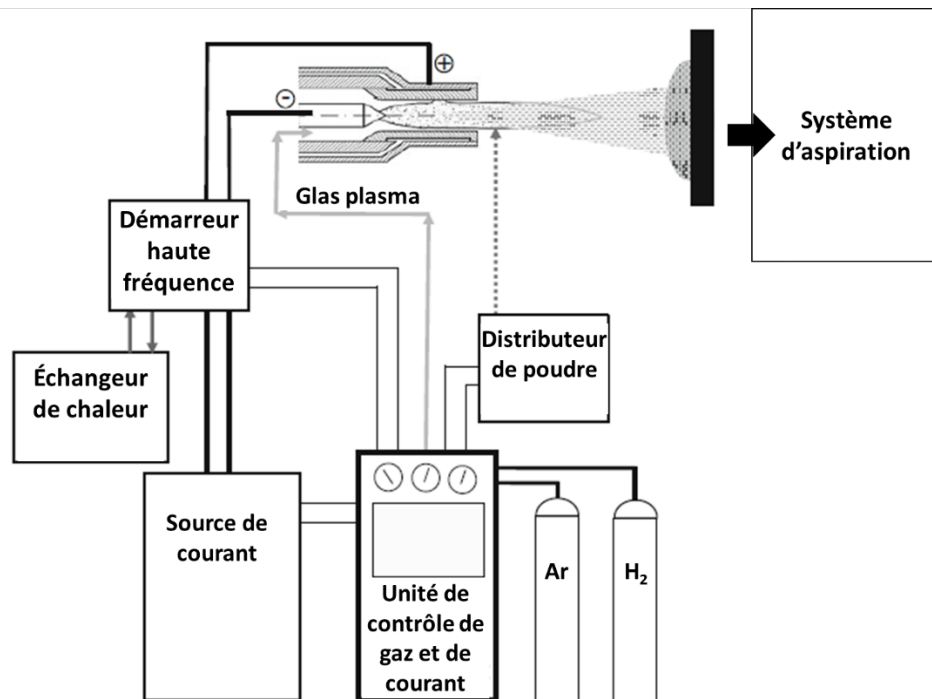 ⊕
⊖
Système
d'aspiration
Glas plasma
Démarreur
haute
fréquence
Distributeur
de poudre
Échangeur
de chaleur
Source de
courant
Ar
H₂
Unité de
contrôle de
gaz et de
courant